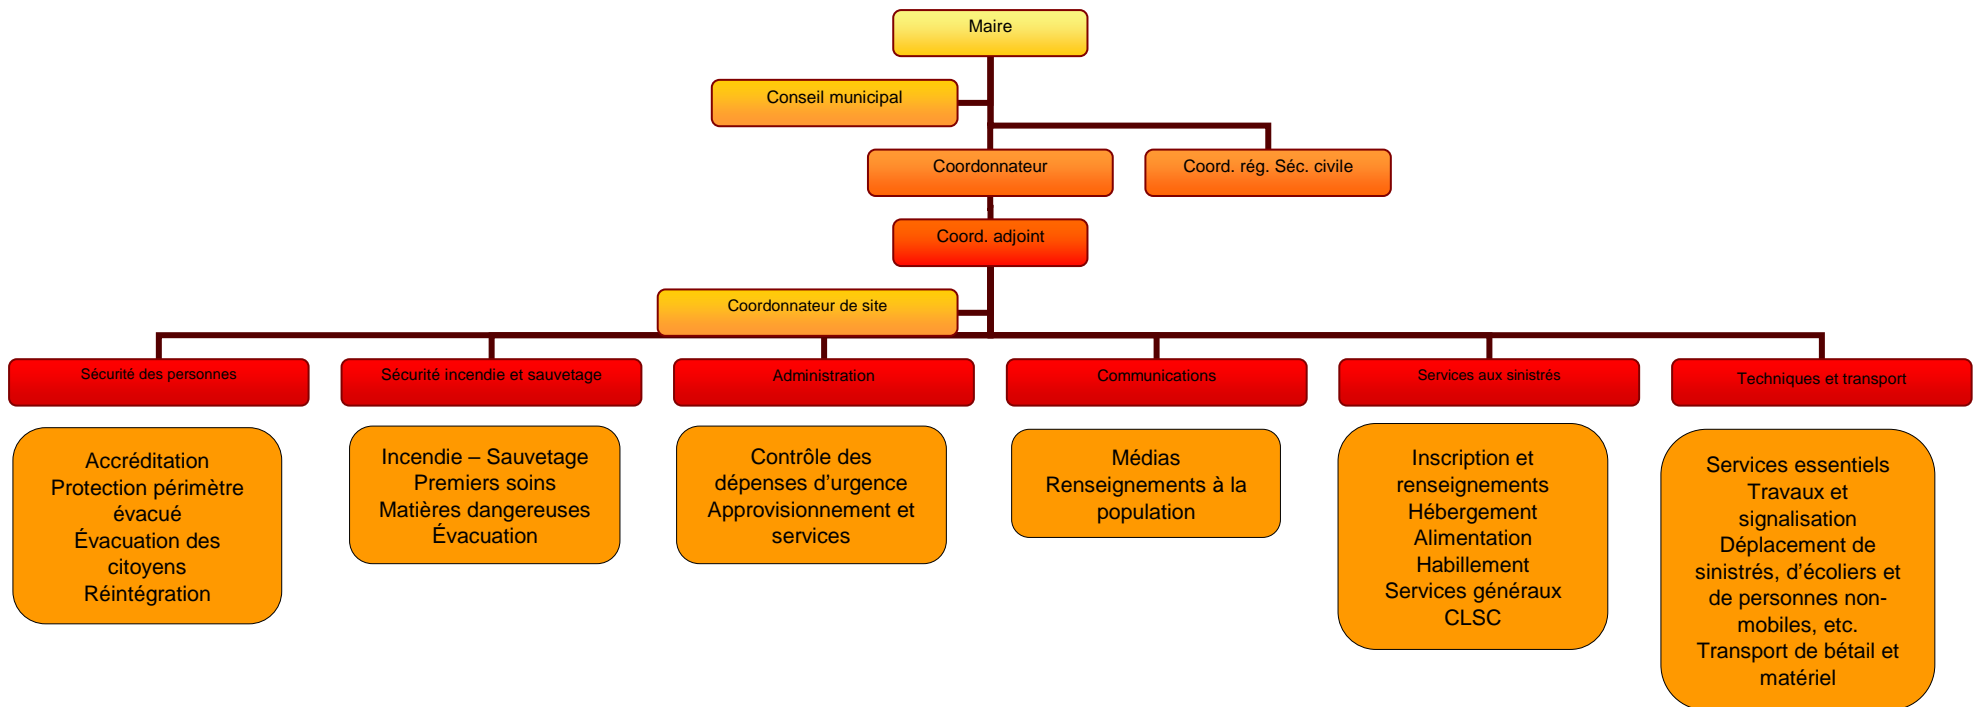 Maire
Conseil municipal
Coordonnateur
Coord. rég. Séc. civile
Coord. adjoint
Coordonnateur de site
Sécurité des personnes
Sécurité incendie et sauvetage
Administration
Communications
Services aux sinistrés
Techniques et transport
Accréditation
Protection périmètre
évacué
Évacuation des
citoyens
Réintégration
Incendie – Sauvetage
Premiers soins
Matières dangereuses
Évacuation
Contrôle des
dépenses d’urgence
Approvisionnement et
services
Médias
Renseignements à la
population
Inscription et
renseignements
Hébergement
Alimentation
Habillement
Services généraux
CLSC
Services essentiels
Travaux et
signalisation
Déplacement de
sinistrés, d’écoliers et
de personnes non-
mobiles, etc.
Transport de bétail et
matériel